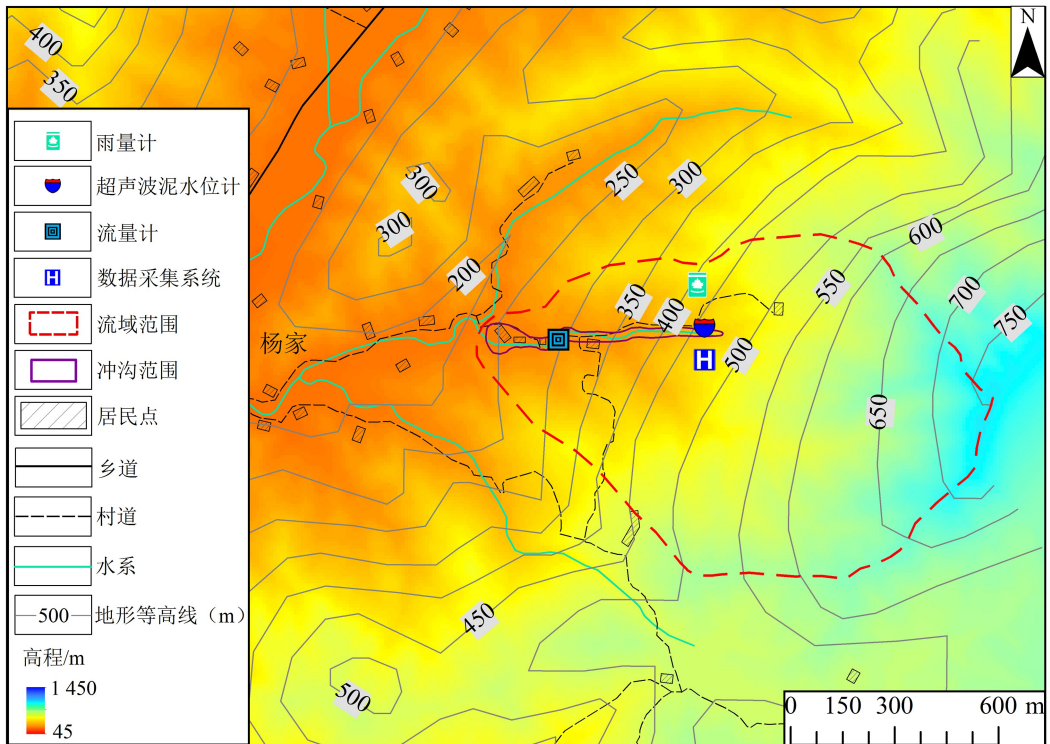 N
400
350
雨量计
超声波泥水位计
流量计
数据采集系统
流域范围
冲沟范围
居民点
乡道
村道
水系
500 地形等高线（m）
高程/m
1 450
45
300
300
250
300
200
杨家
350
400
500
550
600
700
750
650
450
500
0 150 300 600 m